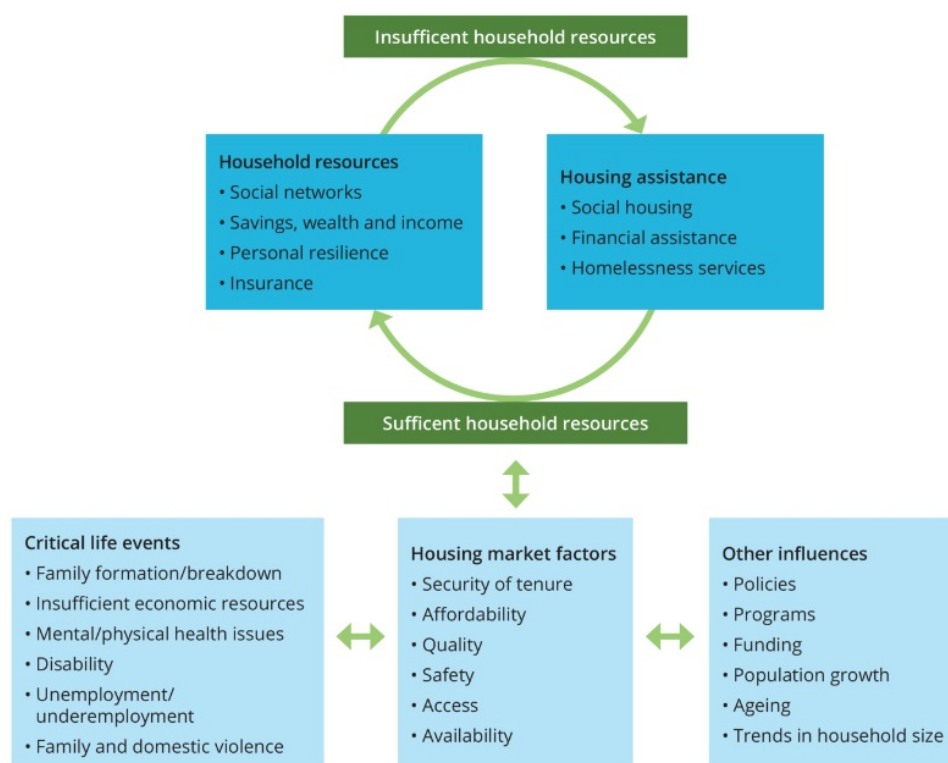 Insufficent household resources
Household resources
• Social networks
• Savings, wealth and income
• Personal resilience
• Insurance
Housing assistance
• Social housing
• Financial assistance
• Homelessness services
Sufficent household resources
Critical life events
• Family formation/breakdown
• Insufficient economic resources
• Mental/physical health issues
• Disability
• Unemployment/
underemployment
• Family and domestic violence
Housing market factors
• Security of tenure
• Affordability
• Quality
• Safety
• Access
• Availability
Other influences
• Policies
• Programs
• Funding
• Population growth
• Ageing
• Trends in household size